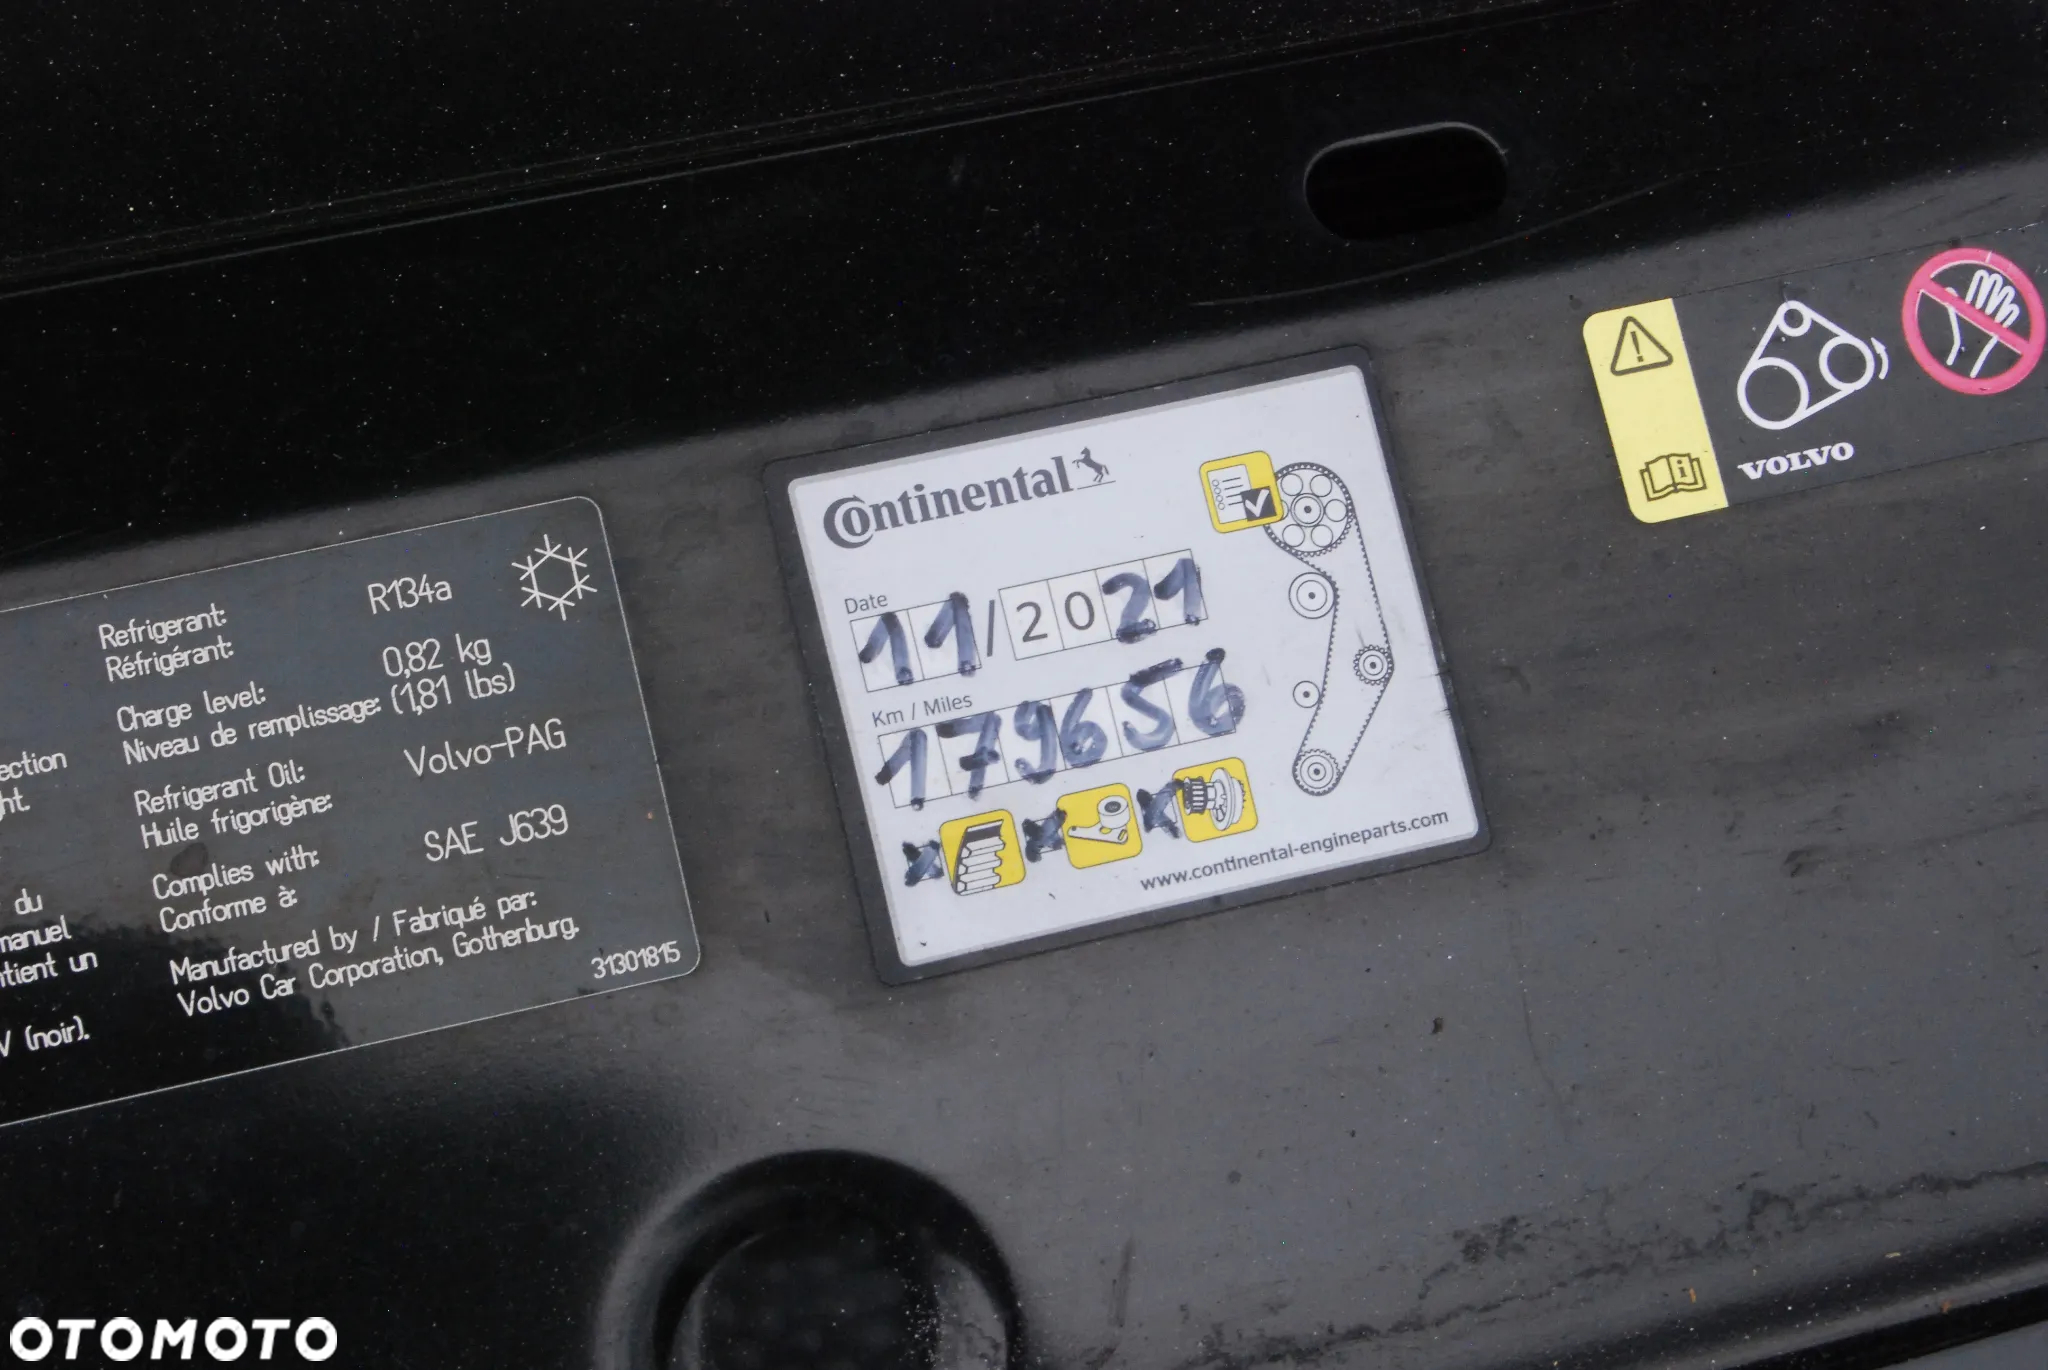 ection
ht.
du
manuel
ntient un
V (noir).
Refrigerant:
Réfrigérant:
R134a
Charge level:
Niveau de remplissage:
0,82 kg
(1,81 lbs)
Refrigerant Oil:
Huile frigorigène:
Volvo-PAG
Complies with:
Conforme à:
SAE J639
Manufactured by / Fabriqué par:
Volvo Car Corporation, Gothenburg.
31301815
Continental
Date
11/2021
Km / Miles
179656
www.continental-engineparts.com
VOLVO
OTOMOTO